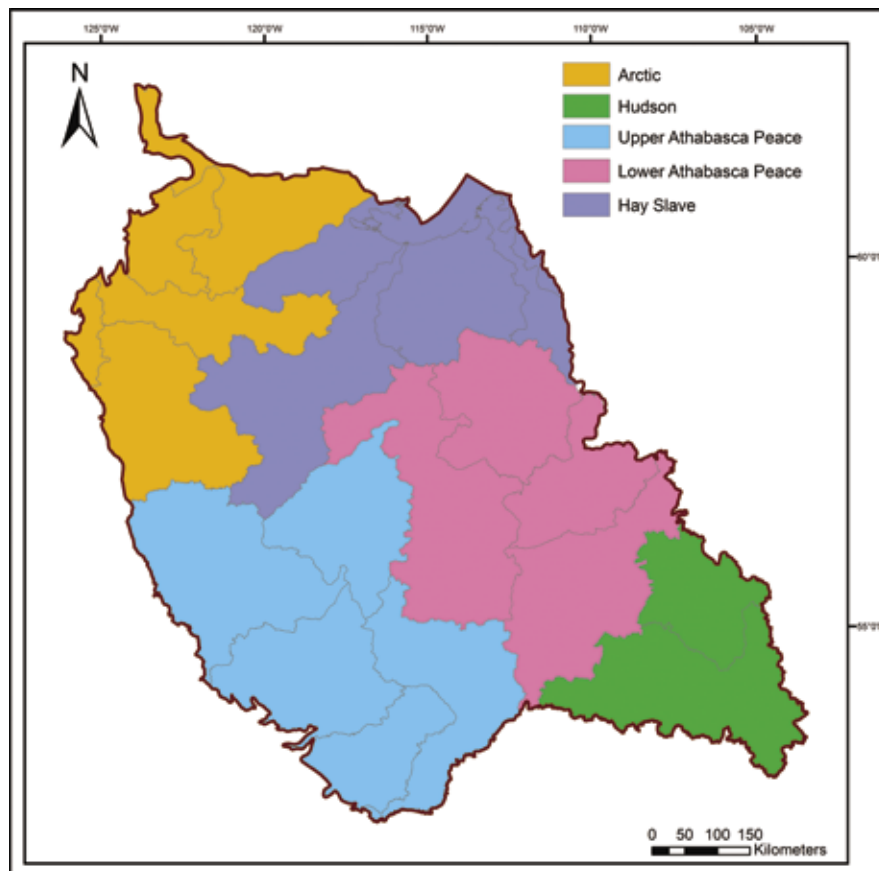 125°0'W 120°0'W 115°0'W 110°0'W 105°0'W
N
Arctic
Hudson
Upper Athabasca Peace
Lower Athabasca Peace
Hay Slave
0 50 100 150
Kilometers